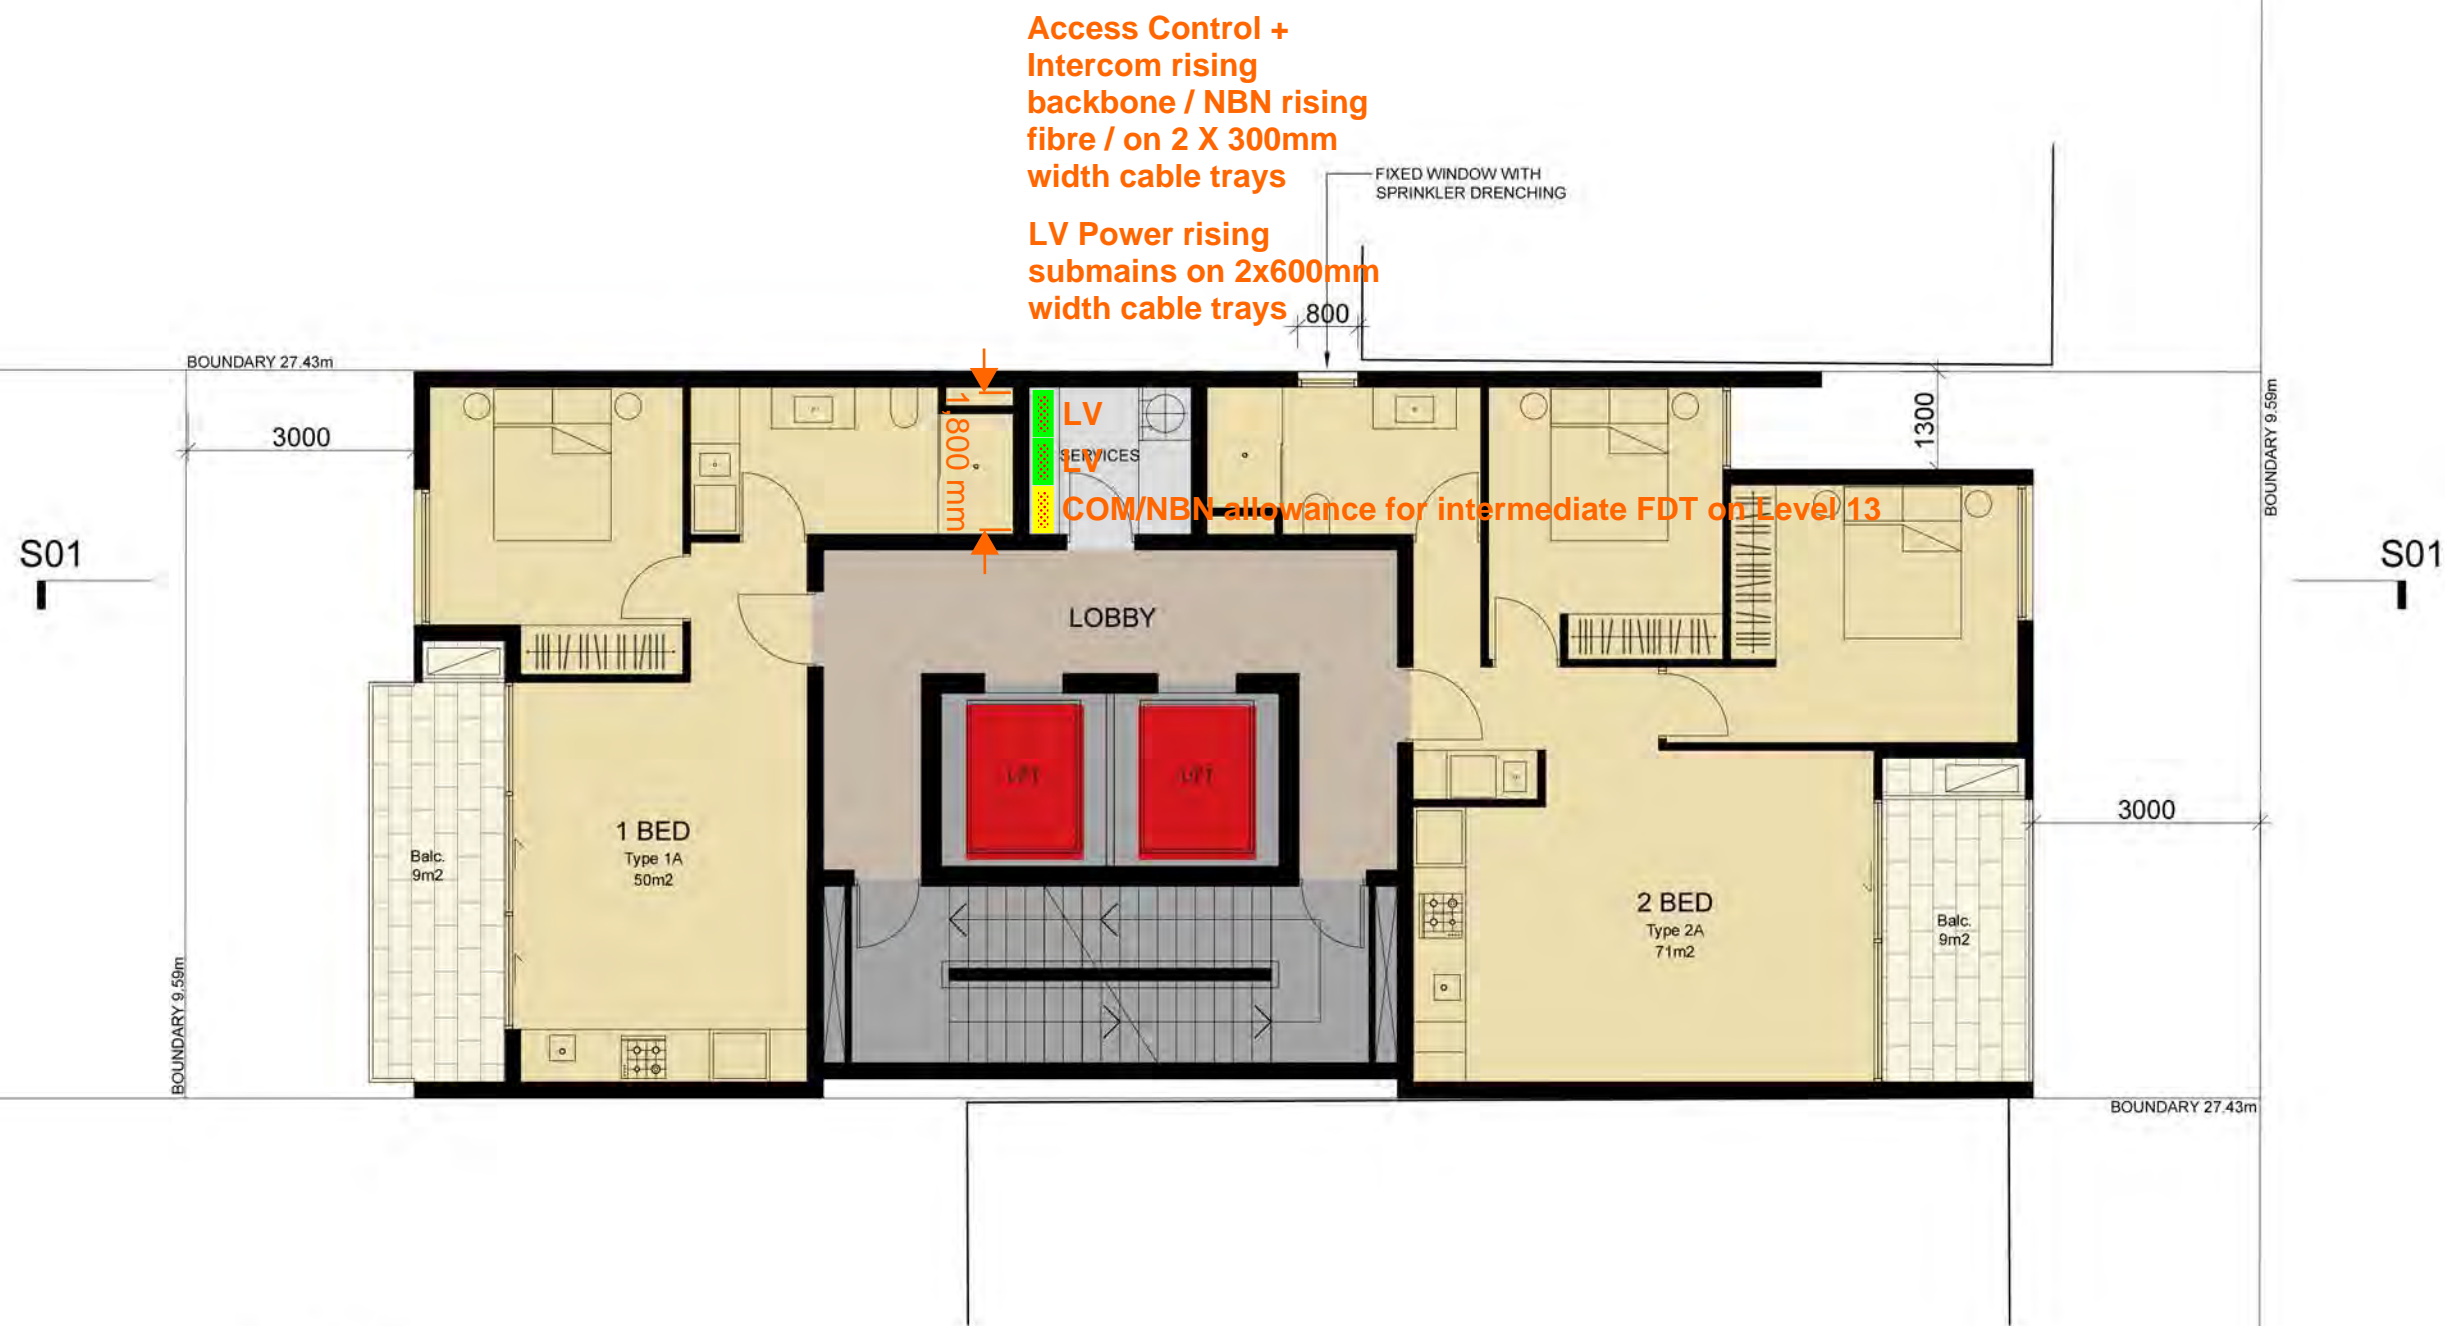 Access Control +
Intercom rising
backbone / NBN rising
fibre / on 2 X 300mm
width cable trays
FIXED WINDOW WITH
SPRINKLER DRENCHING
LV Power rising
submains on 2x600mm
width cable trays
800
BOUNDARY 27.43m
3000
1,800 mm
LV
SERVICES
LV
COM/NBN allowance for intermediate FDT on Level 13
1300
BOUNDARY 9.59m
S01
S01
LOBBY
LIFT
LIFT
1 BED
Type 1A
50m2
Balc.
9m2
3000
2 BED
Type 2A
71m2
Balc.
9m2
BOUNDARY 9.59m
BOUNDARY 27.43m